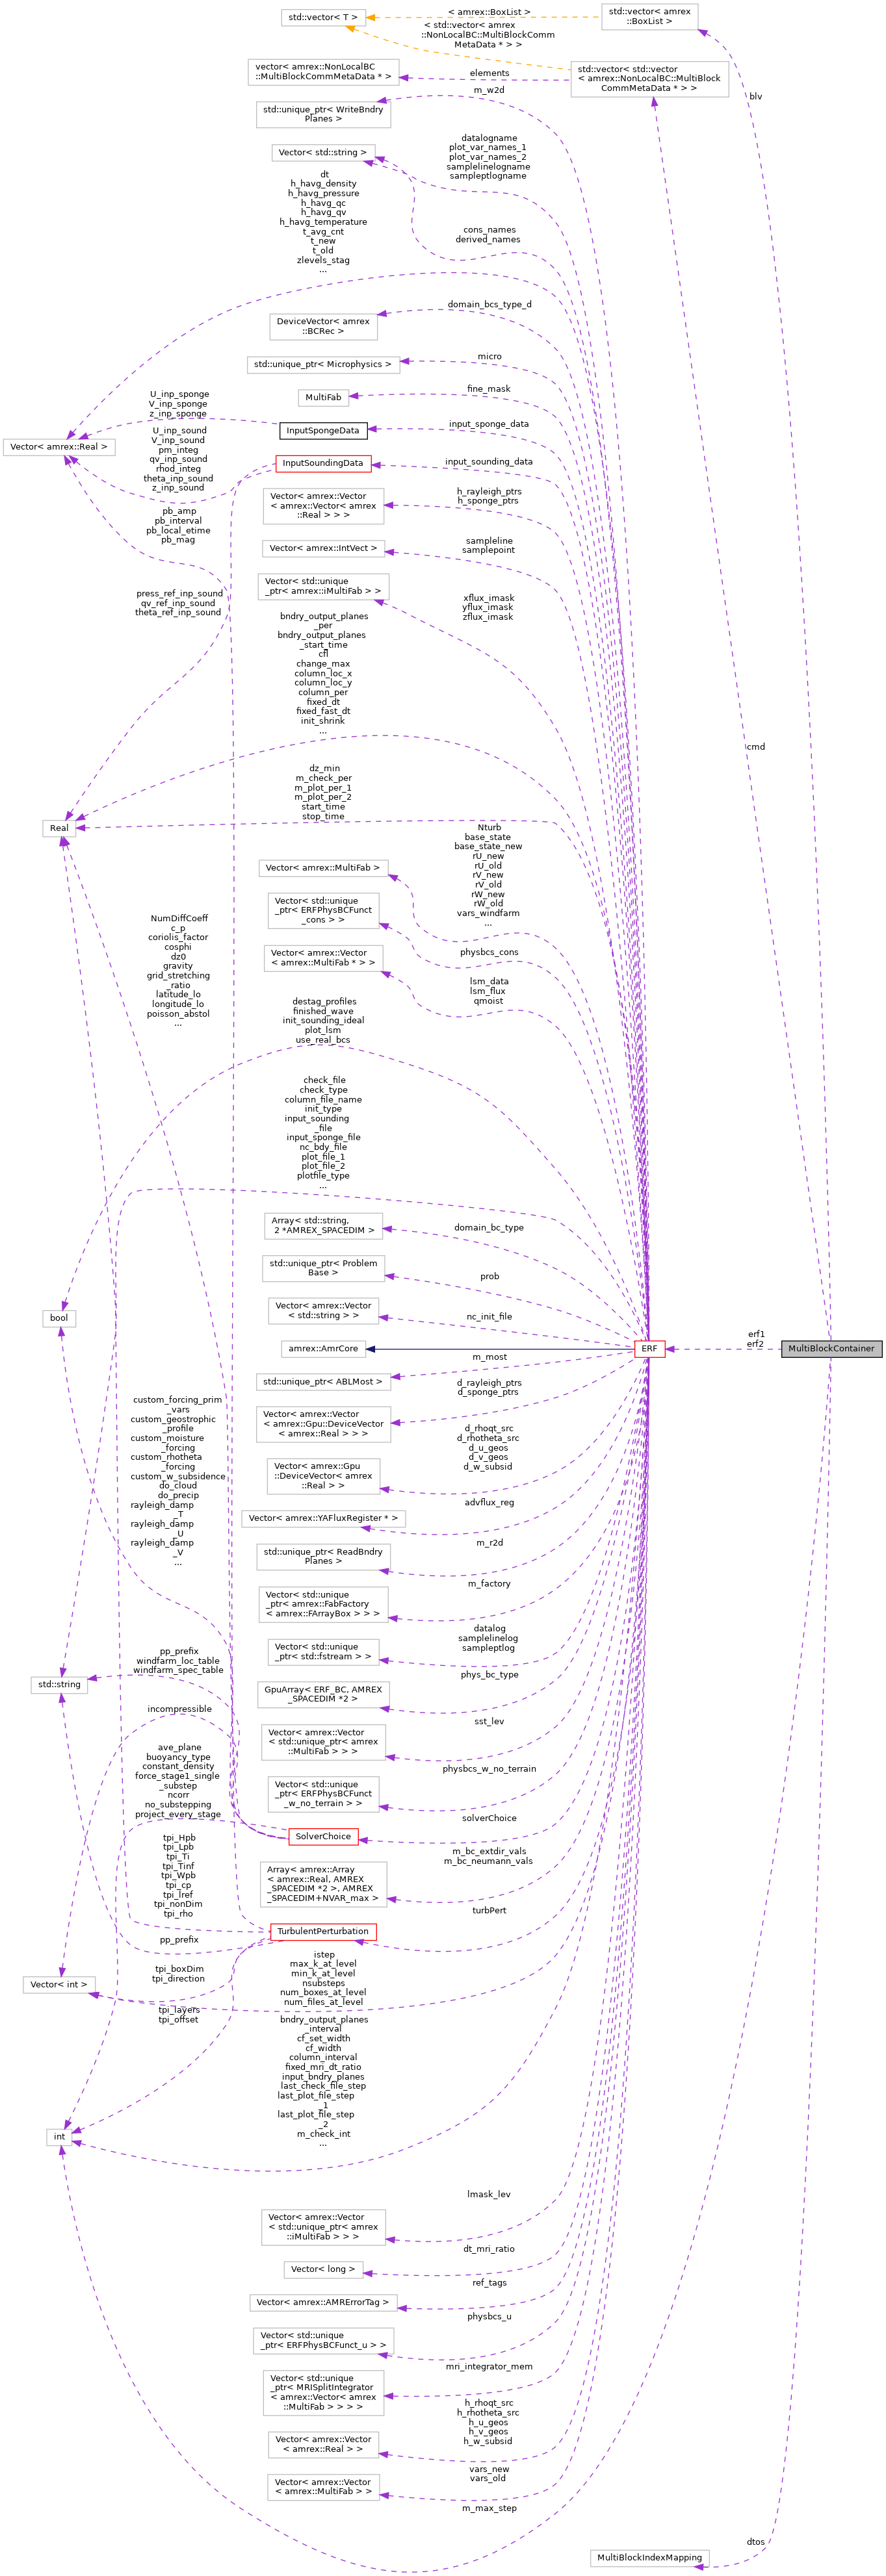 std::vector< T >
< amrex::BoxList >
std::vector< amrex
::BoxList >
< std::vector< amrex
::NonLocalBC::MultiBlockComm
MetaData * > >
vector< amrex::NonLocalBC
::MultiBlockCommMetaData * >
elements
std::vector< std::vector
< amrex::NonLocalBC::MultiBlock
CommMetaData * > >
m_w2d
blv
std::unique_ptr< WriteBndry
Planes >
Vector< std::string >
datalogname
plot_var_names_1
plot_var_names_2
samplelinelogname
sampleptlogname
dt
h_havg_density
h_havg_pressure
h_havg_qc
h_havg_qv
h_havg_temperature
t_avg_cnt
t_new
t_old
zlevels_stag
...
cons_names
derived_names
domain_bcs_type_d
DeviceVector< amrex
::BCRec >
micro
std::unique_ptr< Microphysics >
fine_mask
MultiFab
U_inp_sponge
V_inp_sponge
z_inp_sponge
input_sponge_data
InputSpongeData
Vector< amrex::Real >
U_inp_sound
V_inp_sound
pm_integ
qv_inp_sound
rhod_integ
theta_inp_sound
z_inp_sound
input_sounding_data
InputSoundingData
h_rayleigh_ptrs
h_sponge_ptrs
Vector< amrex::Vector
< amrex::Vector< amrex
::Real > > >
pb_amp
pb_interval
pb_local_etime
pb_mag
sampleline
samplepoint
Vector< amrex::IntVect >
Vector< std::unique
_ptr< amrex::iMultiFab > >
press_ref_inp_sound
qv_ref_inp_sound
theta_ref_inp_sound
xflux_imask
yflux_imask
zflux_imask
bndry_output_planes
_per
bndry_output_planes
_start_time
cfl
change_max
column_loc_x
column_loc_y
column_per
fixed_dt
fixed_fast_dt
init_shrink
...
cmd
dz_min
m_check_per
m_plot_per_1
m_plot_per_2
start_time
stop_time
Real
Nturb
base_state
base_state_new
rU_new
rU_old
rV_new
rV_old
rW_new
rW_old
vars_windfarm
...
Vector< amrex::MultiFab >
Vector< std::unique
_ptr< ERFPhysBCFunct
_cons > >
physbcs_cons
NumDiffCoeff
c_p
coriolis_factor
cosphi
dz0
gravity
grid_stretching
_ratio
latitude_lo
longitude_lo
poisson_abstol
...
Vector< amrex::Vector
< amrex::MultiFab * > >
lsm_data
lsm_flux
qmoist
destag_profiles
finished_wave
init_sounding_ideal
plot_lsm
use_real_bcs
check_file
check_type
column_file_name
init_type
input_sounding
_file
input_sponge_file
nc_bdy_file
plot_file_1
plot_file_2
plotfile_type
...
Array< std::string,
2 *AMREX_SPACEDIM >
domain_bc_type
std::unique_ptr< Problem
Base >
prob
bool
Vector< amrex::Vector
< std::string > >
nc_init_file
amrex::AmrCore
ERF
erf1
erf2
MultiBlockContainer
m_most
std::unique_ptr< ABLMost >
d_rayleigh_ptrs
d_sponge_ptrs
Vector< amrex::Vector
< amrex::Gpu::DeviceVector
< amrex::Real > > >
custom_forcing_prim
_vars
custom_geostrophic
_profile
custom_moisture
_forcing
custom_rhotheta
_forcing
custom_w_subsidence
do_cloud
do_precip
rayleigh_damp
_T
rayleigh_damp
_U
rayleigh_damp
_V
...
d_rhoqt_src
d_rhotheta_src
d_u_geos
d_v_geos
d_w_subsid
Vector< amrex::Gpu
::DeviceVector< amrex
::Real > >
advflux_reg
Vector< amrex::YAFluxRegister * >
m_r2d
std::unique_ptr< ReadBndry
Planes >
m_factory
Vector< std::unique
_ptr< amrex::FabFactory
< amrex::FArrayBox > > >
datalog
samplelinelog
sampleptlog
Vector< std::unique
_ptr< std::fstream > >
pp_prefix
windfarm_loc_table
windfarm_spec_table
std::string
phys_bc_type
GpuArray< ERF_BC, AMREX
_SPACEDIM *2 >
incompressible
sst_lev
Vector< amrex::Vector
< std::unique_ptr< amrex
::MultiFab > > >
ave_plane
buoyancy_type
constant_density
force_stage1_single
_substep
ncorr
no_substepping
project_every_stage
physbcs_w_no_terrain
Vector< std::unique
_ptr< ERFPhysBCFunct
_w_no_terrain > >
solverChoice
SolverChoice
tpi_Hpb
tpi_Lpb
tpi_Ti
tpi_Tinf
tpi_Wpb
tpi_cp
tpi_lref
tpi_nonDim
tpi_rho
m_bc_extdir_vals
m_bc_neumann_vals
Array< amrex::Array
< amrex::Real, AMREX
_SPACEDIM *2 >, AMREX
_SPACEDIM+NVAR_max >
turbPert
TurbulentPerturbation
pp_prefix
tpi_boxDim
tpi_direction
Vector< int >
istep
max_k_at_level
min_k_at_level
nsubsteps
num_boxes_at_level
num_files_at_level
tpi_layers
tpi_offset
bndry_output_planes
_interval
cf_set_width
cf_width
column_interval
fixed_mri_dt_ratio
input_bndry_planes
last_check_file_step
last_plot_file_step
_1
last_plot_file_step
_2
m_check_int
...
int
lmask_lev
Vector< amrex::Vector
< std::unique_ptr< amrex
::iMultiFab > > >
dt_mri_ratio
Vector< long >
ref_tags
Vector< amrex::AMRErrorTag >
physbcs_u
Vector< std::unique
_ptr< ERFPhysBCFunct_u > >
mri_integrator_mem
Vector< std::unique
_ptr< MRISplitIntegrator
< amrex::Vector< amrex
::MultiFab > > > >
h_rhoqt_src
h_rhotheta_src
h_u_geos
h_v_geos
h_w_subsid
Vector< amrex::Vector
< amrex::Real > >
vars_new
vars_old
Vector< amrex::Vector
< amrex::MultiFab > >
m_max_step
dtos
MultiBlockIndexMapping